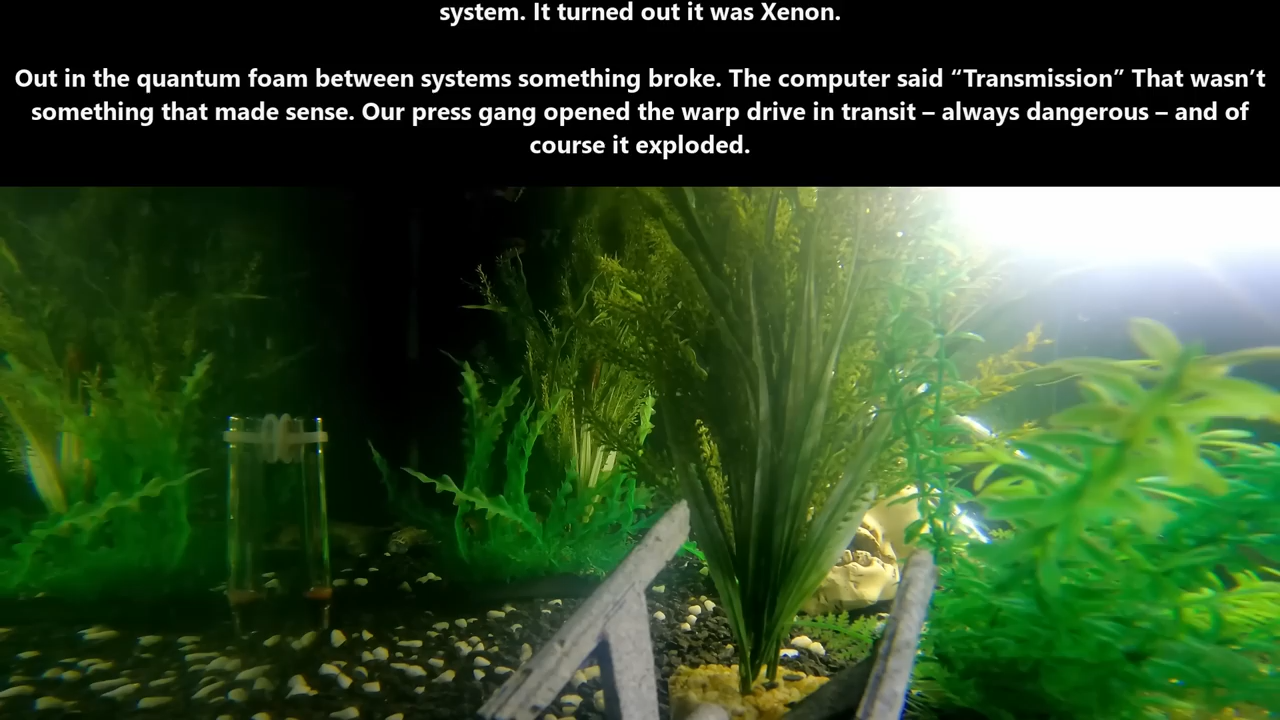 system. It turned out it was Xenon.
Out in the quantum foam between systems something broke. The computer said “Transmission” That wasn’t
something that made sense. Our press gang opened the warp drive in transit – always dangerous – and of
course it exploded.